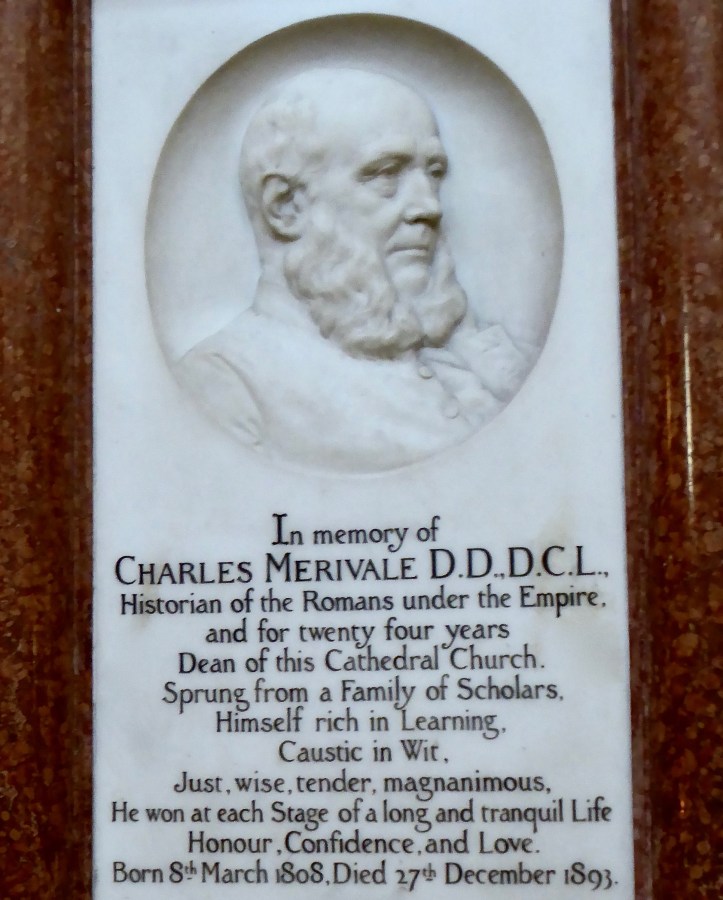 In memory of
CHARLES MERIVALE D.D., D.C.L.,
Historian of the Romans under the Empire,
and for twenty four years
Dean of this Cathedral Church.
Sprung from a Family of Scholars,
Himself rich in Learning,
Caustic in Wit,
Just, wise, tender, magnanimous,
He won at each Stage of a long and tranquil Life
Honour, Confidence, and Love.
Born 8th March 1808, Died 27th December 1893.